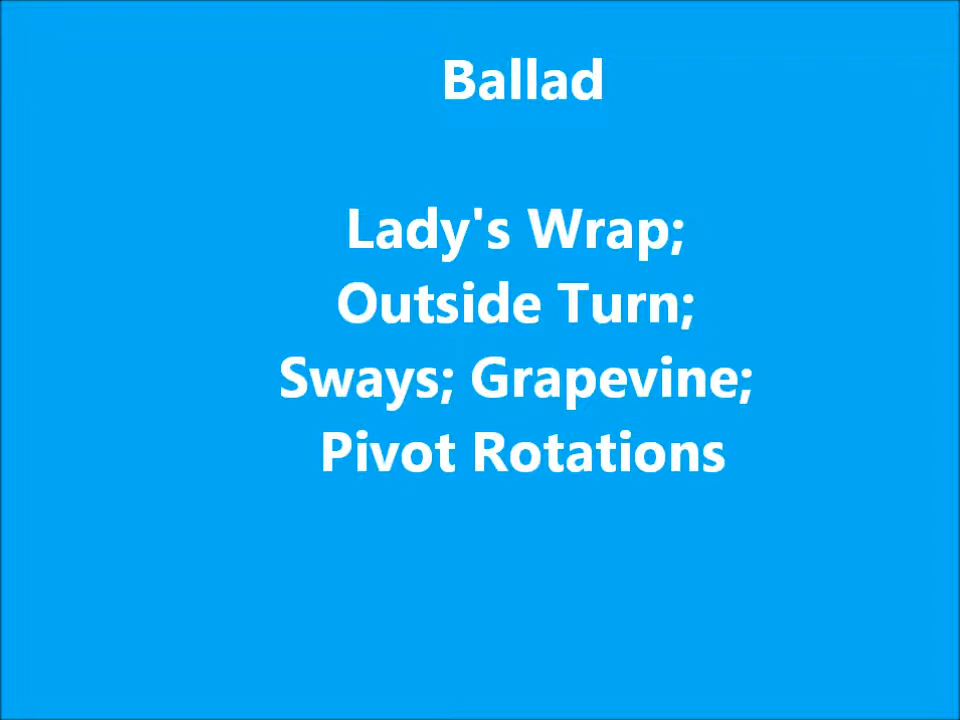 Ballad
Lady's Wrap;
Outside Turn;
Sways; Grapevine;
Pivot Rotations